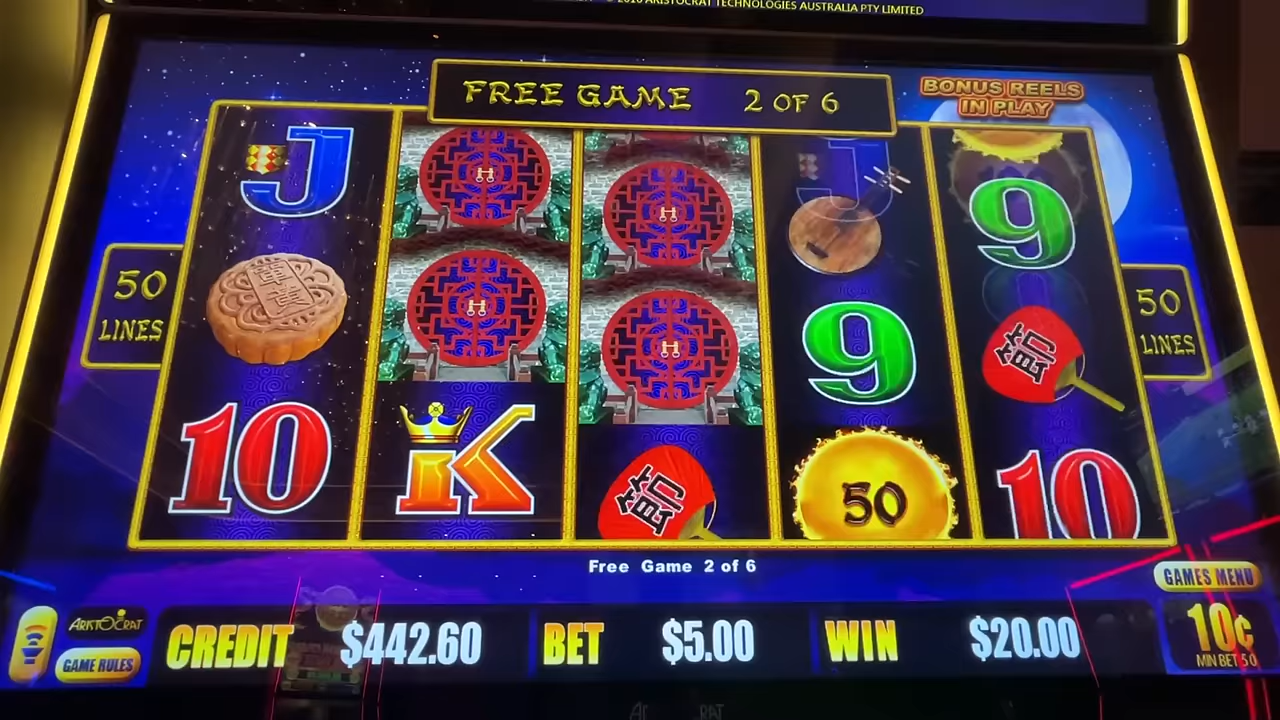 © 2016 ARISTOCRAT TECHNOLOGIES AUSTRALIA PTY LIMITED
FREE GAME 2 OF 6
BONUS REELS
IN PLAY
J
J
9
50
LINES
50
LINES
9
10
K
50
10
Free Game 2 of 6
GAMES MENU
ARISTOCRAT
GAME RULES
CREDIT $442.60
BET $5.00
WIN $20.00
10¢
MIN BET 50